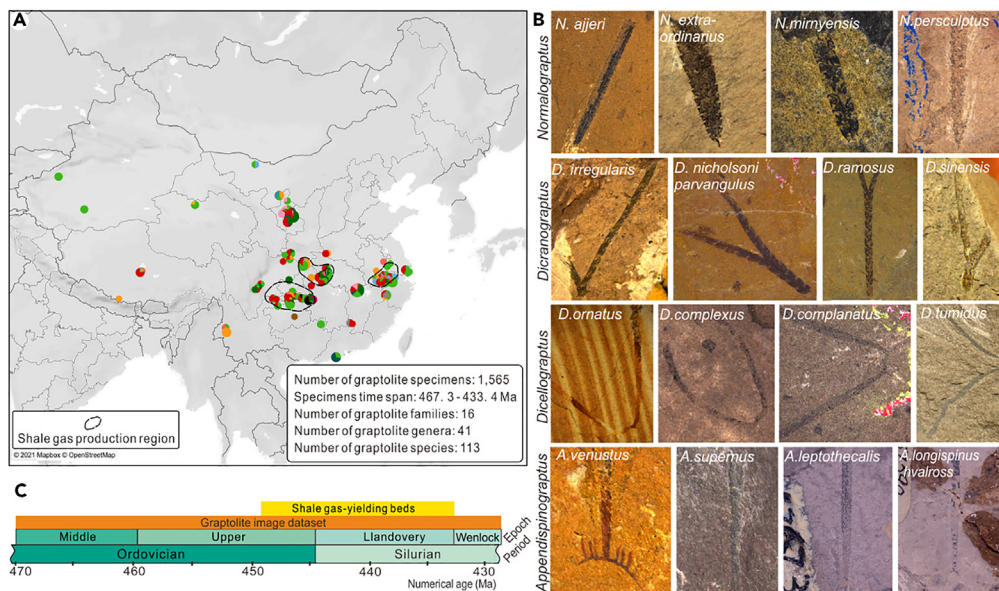 A
Number of graptolite specimens: 1,565
Specimens time span: 467. 3 - 433. 4 Ma
Number of graptolite families: 16
Number of graptolite genera: 41
Number of graptolite species: 113
Shale gas production region
© 2021 Mapbox © OpenStreetMap
B
Normalograptus
N. ajjeri
N. extra-
ordinarius
N.mirnyensis
N.persculptus
Dicranograptus
D. irregularis
D. nicholsoni
parvangulus
D.ramosus
D.sinensis
Dicellograptus
D.ornatus
D.complexus
D.complanatus
D.tumidus
Appendispinograptus
A.venustus
A.supernus
A.leptothecalis
A.longispinus
hvalross
C
Shale gas-yielding beds
Graptolite image dataset
Middle Upper Llandovery Wenlock Epoch
Ordovician Silurian Period
470 460 450 440 430
Numerical age (Ma)